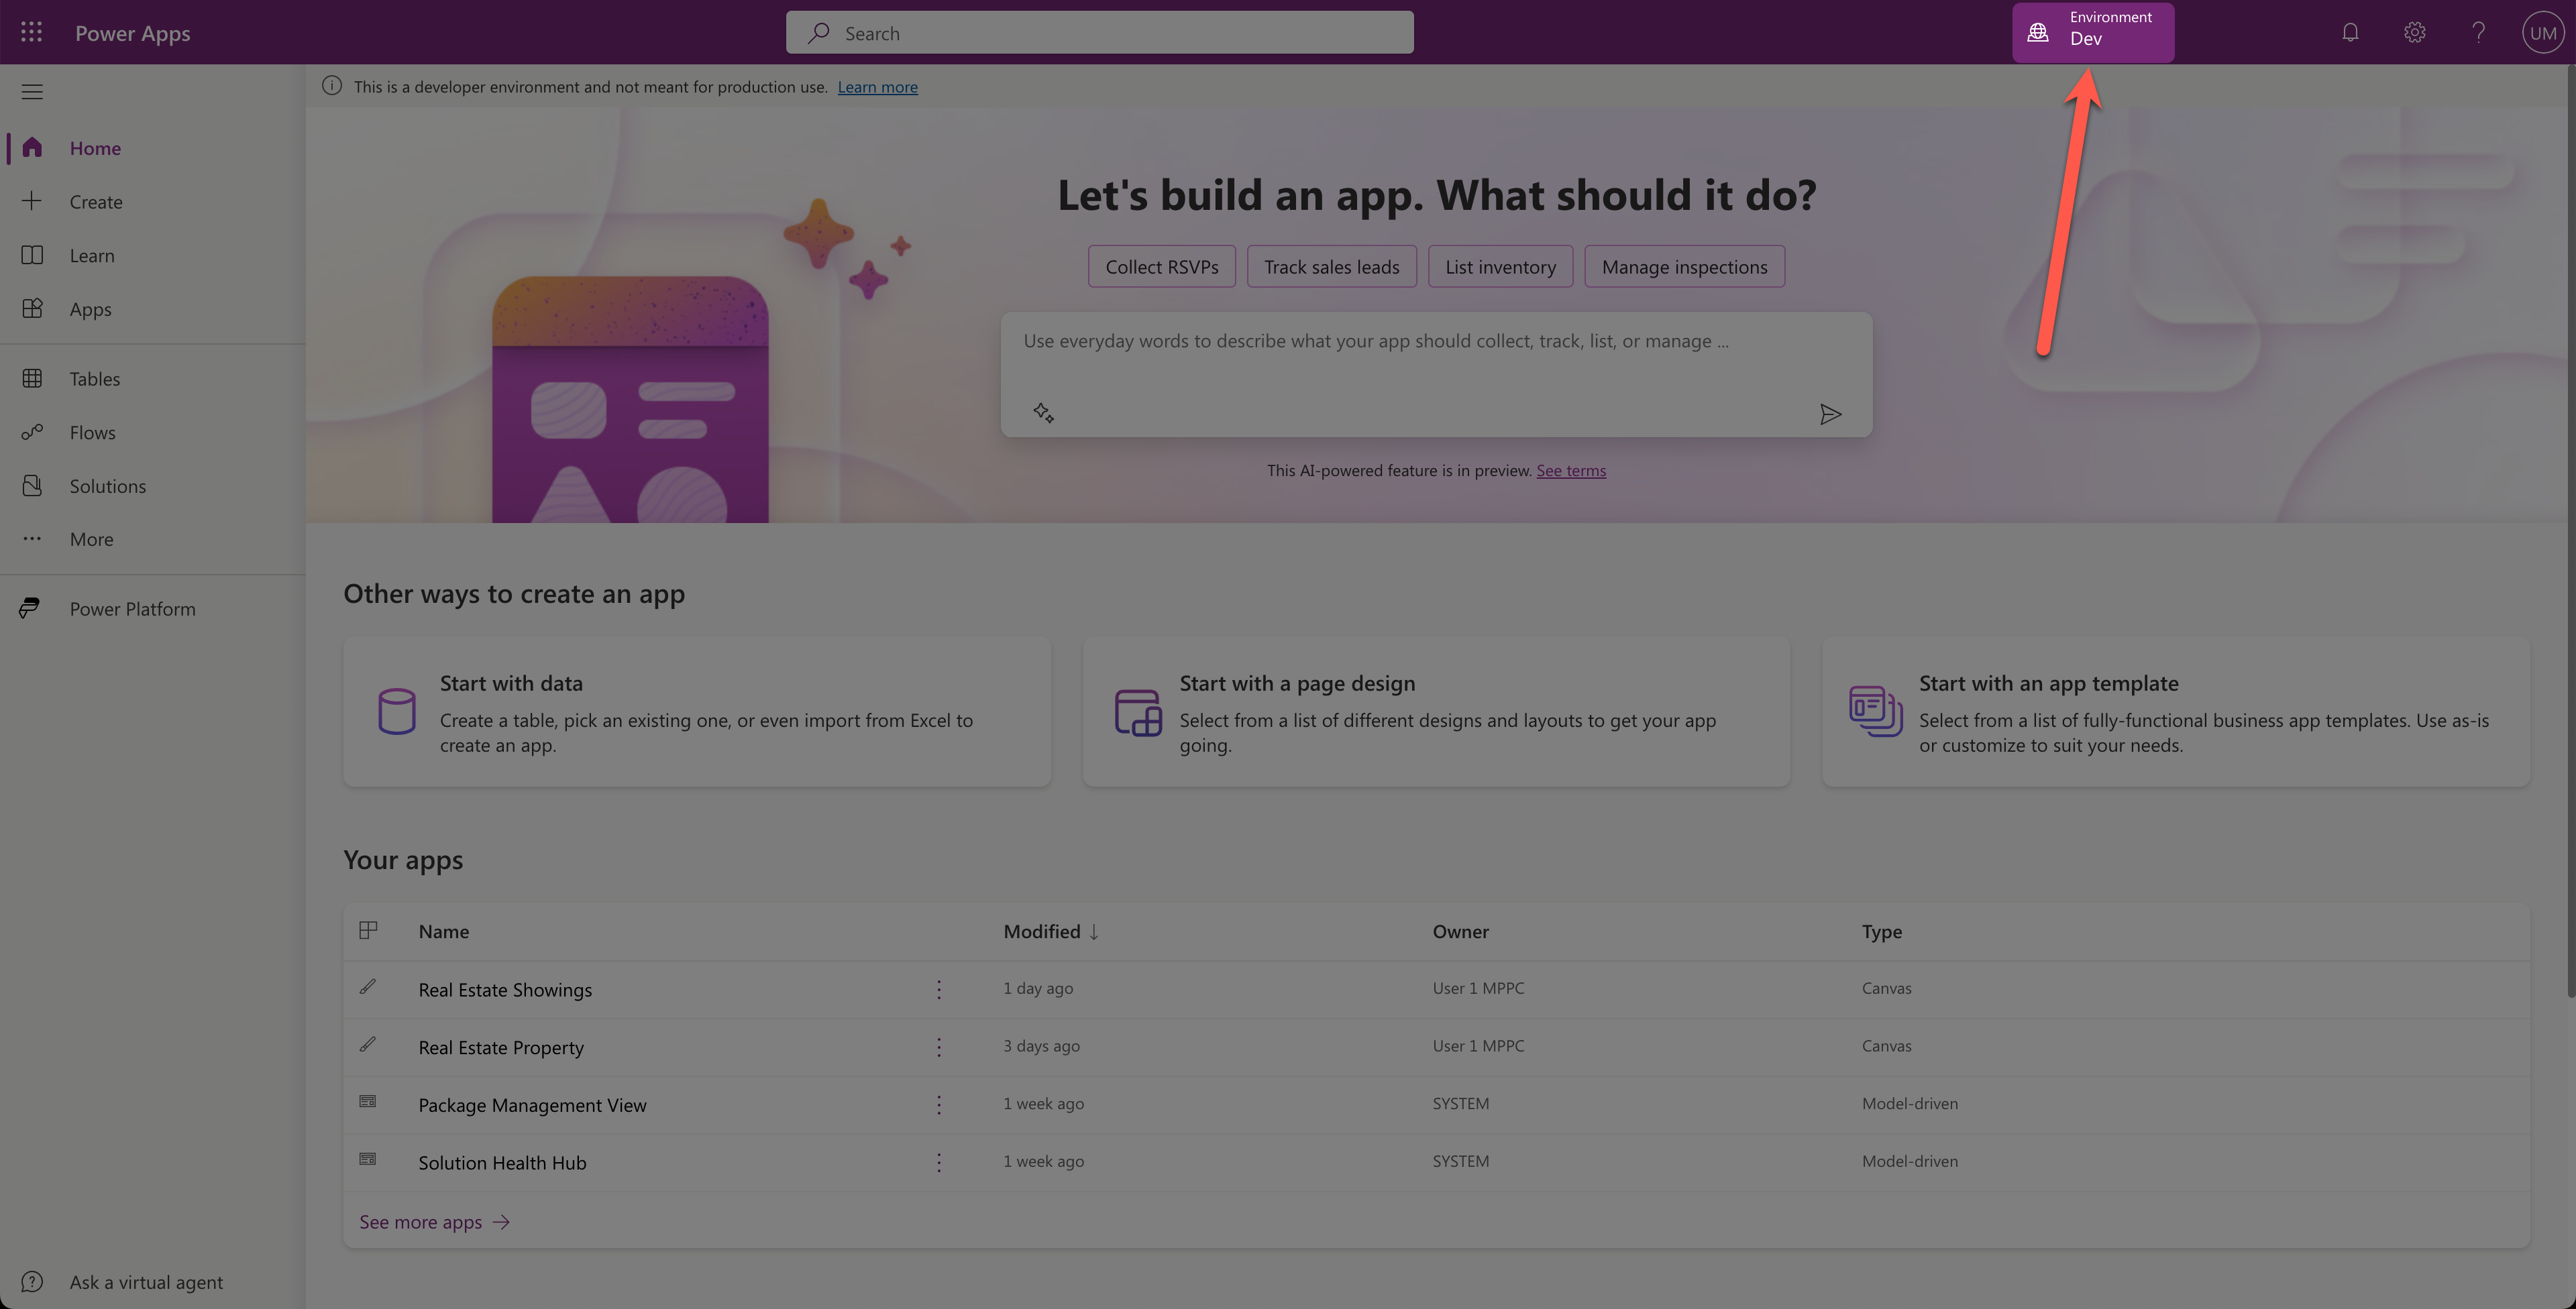 Power Apps
Search
Environment
Dev
UM
This is a developer environment and not meant for production use. Learn more
Home
Create
Learn
Apps
Tables
Flows
Solutions
More
Power Platform
Ask a virtual agent
Let's build an app. What should it do?
Collect RSVPs
Track sales leads
List inventory
Manage inspections
Use everyday words to describe what your app should collect, track, list, or manage ...
This AI-powered feature is in preview. See terms
Other ways to create an app
Start with data
Create a table, pick an existing one, or even import from Excel to
create an app.
Start with a page design
Select from a list of different designs and layouts to get your app
going.
Start with an app template
Select from a list of fully-functional business app templates. Use as-is
or customize to suit your needs.
Your apps
Name Modified ↓ Owner Type
Real Estate Showings 1 day ago User 1 MPPC Canvas
Real Estate Property 3 days ago User 1 MPPC Canvas
Package Management View 1 week ago SYSTEM Model-driven
Solution Health Hub 1 week ago SYSTEM Model-driven
See more apps →